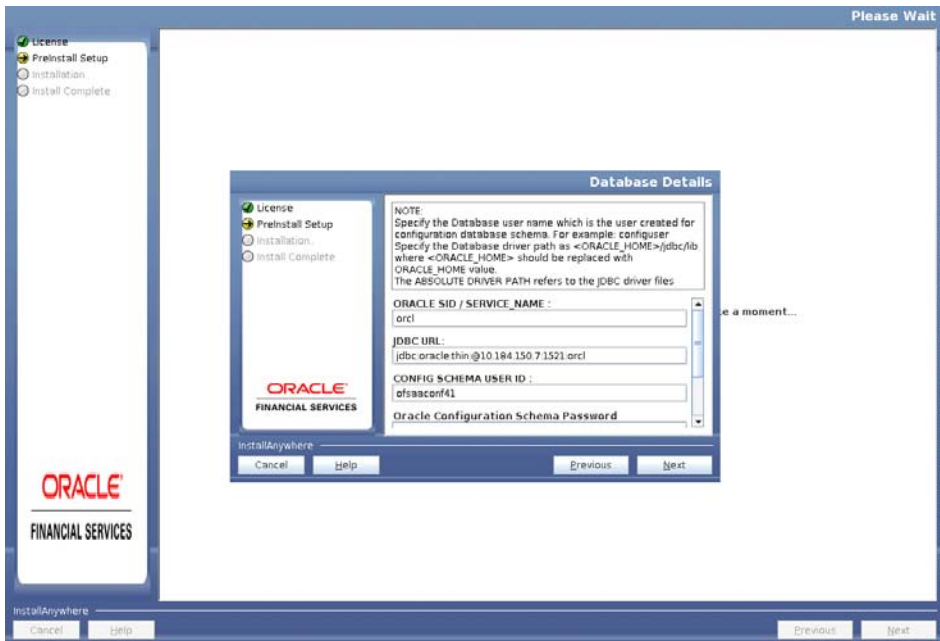 Please Wait
License
PreInstall Setup
Installation
Install Complete
Database Details
License
PreInstall Setup
Installation..
Install Complete
NOTE:
Specify the Database user name which is the user created for
configuration database schema. For example: configuser
Specify the Database driver path as <ORACLE_HOME>/jdbc/lib
where <ORACLE_HOME> should be replaced with
ORACLE_HOME value.
The ABSOLUTE DRIVER PATH refers to the JDBC driver files
ORACLE SID / SERVICE_NAME :
orcl
JDBC URL:
jdbc:oracle:thin:@10.184.150.7:1521:orcl
CONFIG SCHEMA USER ID :
ofsaaconf41
Oracle Configuration Schema Password
ORACLE
FINANCIAL SERVICES
InstallAnywhere
Cancel
Help
Previous
Next
e a moment...
ORACLE
FINANCIAL SERVICES
InstallAnywhere
Cancel
Help
Previous
Next